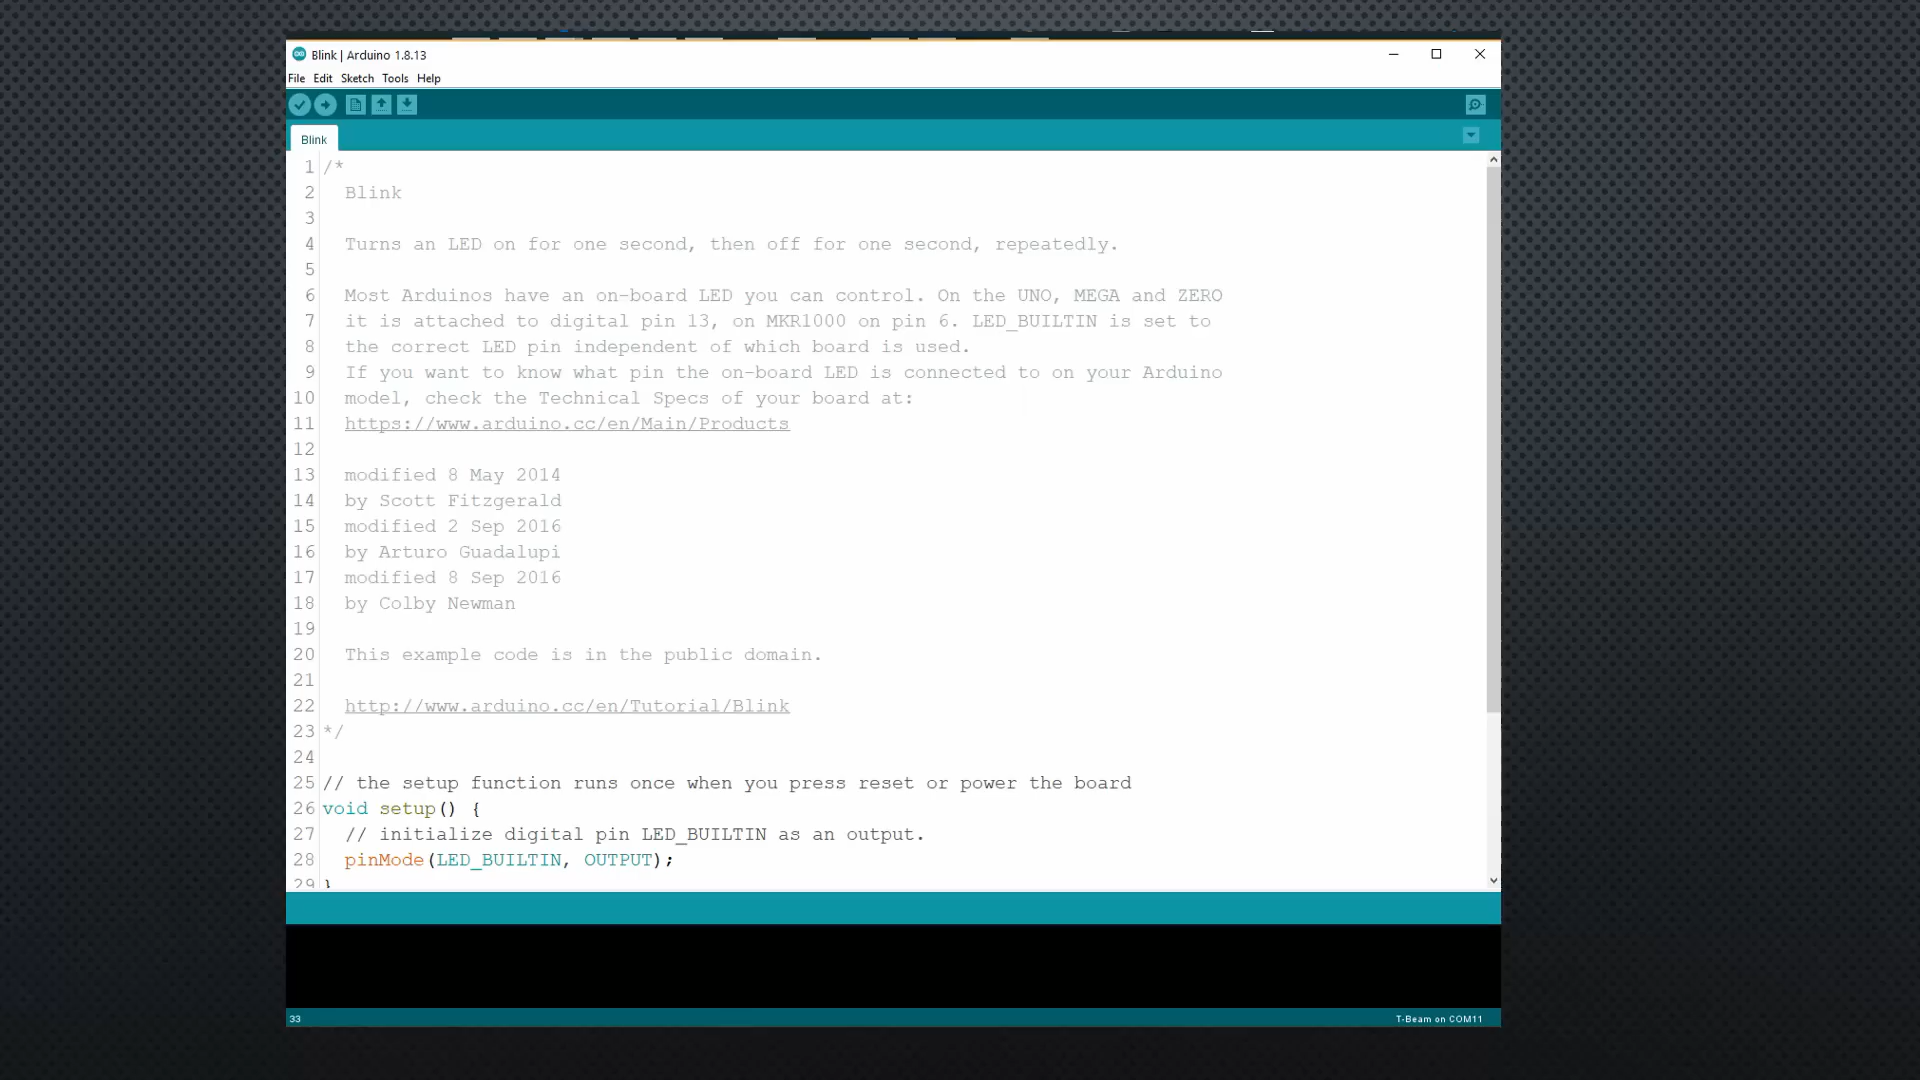 Blink | Arduino 1.8.13
File Edit Sketch Tools Help
Blink
1 /*
2 Blink
3
4 Turns an LED on for one second, then off for one second, repeatedly.
5
6 Most Arduinos have an on-board LED you can control. On the UNO, MEGA and ZERO
7 it is attached to digital pin 13, on MKR1000 on pin 6. LED_BUILTIN is set to
8 the correct LED pin independent of which board is used.
9 If you want to know what pin the on-board LED is connected to on your Arduino
10 model, check the Technical Specs of your board at:
11 https://www.arduino.cc/en/Main/Products
12
13 modified 8 May 2014
14 by Scott Fitzgerald
15 modified 2 Sep 2016
16 by Arturo Guadalupi
17 modified 8 Sep 2016
18 by Colby Newman
19
20 This example code is in the public domain.
21
22 http://www.arduino.cc/en/Tutorial/Blink
23 */
24
25 // the setup function runs once when you press reset or power the board
26 void setup() {
27 // initialize digital pin LED_BUILTIN as an output.
28 pinMode(LED_BUILTIN, OUTPUT);
29 }
33
T-Beam on COM11